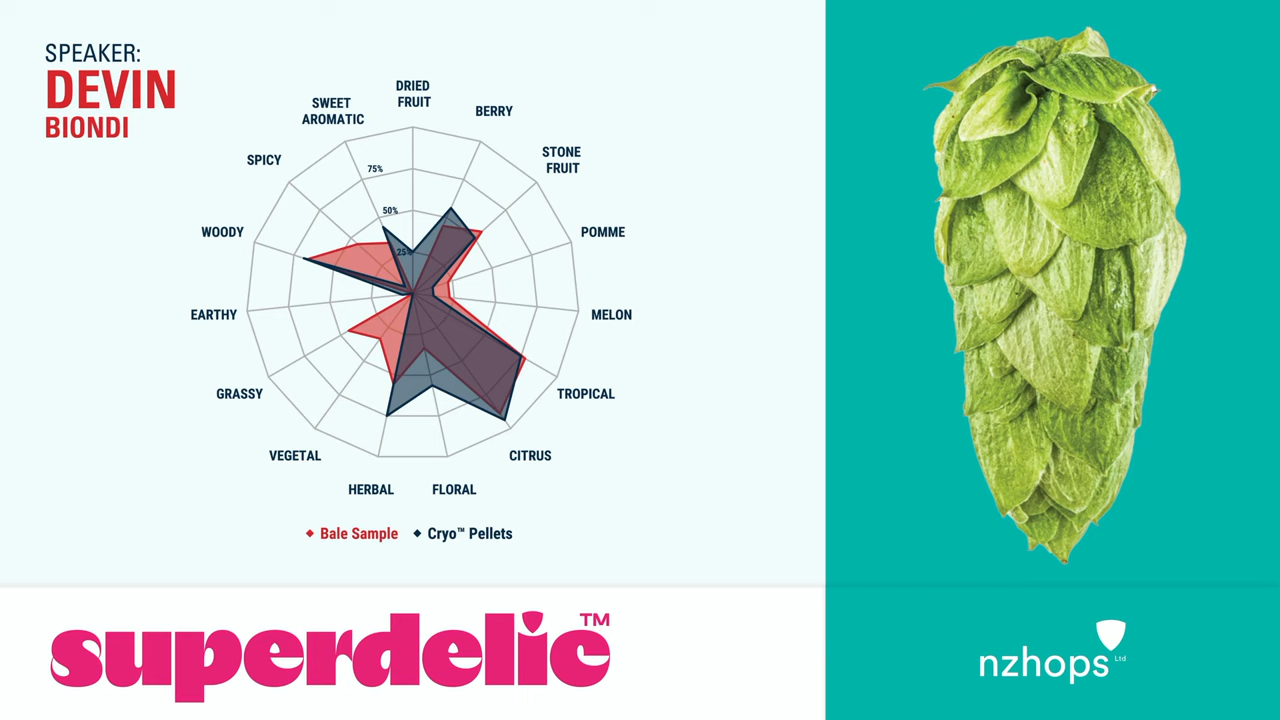 SPEAKER:
DEVIN
BIONDI
DRIED
FRUIT
BERRY
STONE
FRUIT
POMME
MELON
TROPICAL
CITRUS
FLORAL
HERBAL
VEGETAL
GRASSY
EARTHY
WOODY
SPICY
SWEET
AROMATIC
75%
50%
25%
Bale Sample
Cryo™ Pellets
superdelic™
nzhops Ltd